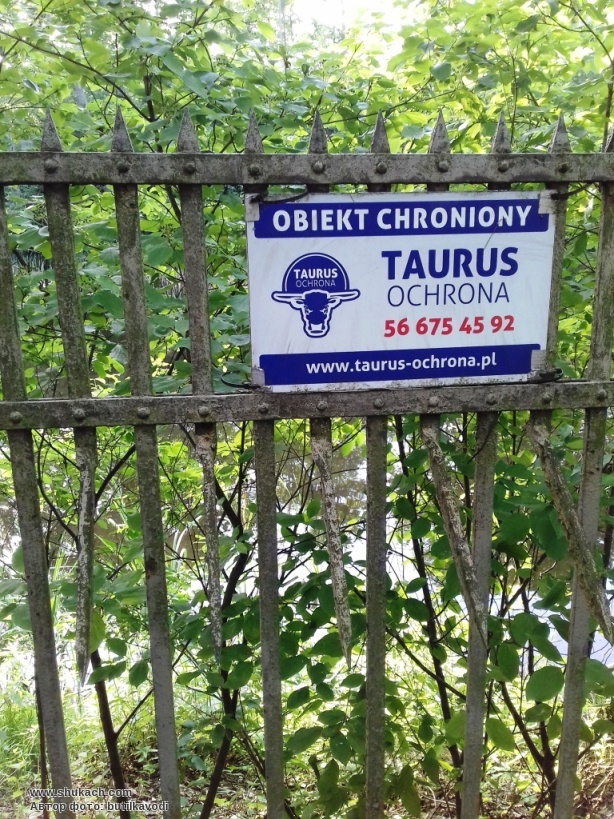 OBIEKT CHRONIONY
TAURUS
OCHRONA
TAURUS
OCHRONA
56 675 45 92
www.taurus-ochrona.pl
www.shukach.com
Автор фото: butilkavodi